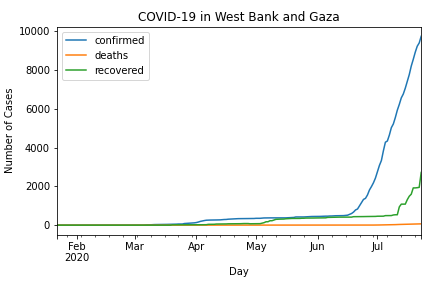 COVID-19 in West Bank and Gaza
confirmed
deaths
recovered
Number of Cases
10000
8000
6000
4000
2000
0
Feb Mar Apr May Jun Jul
2020
Day